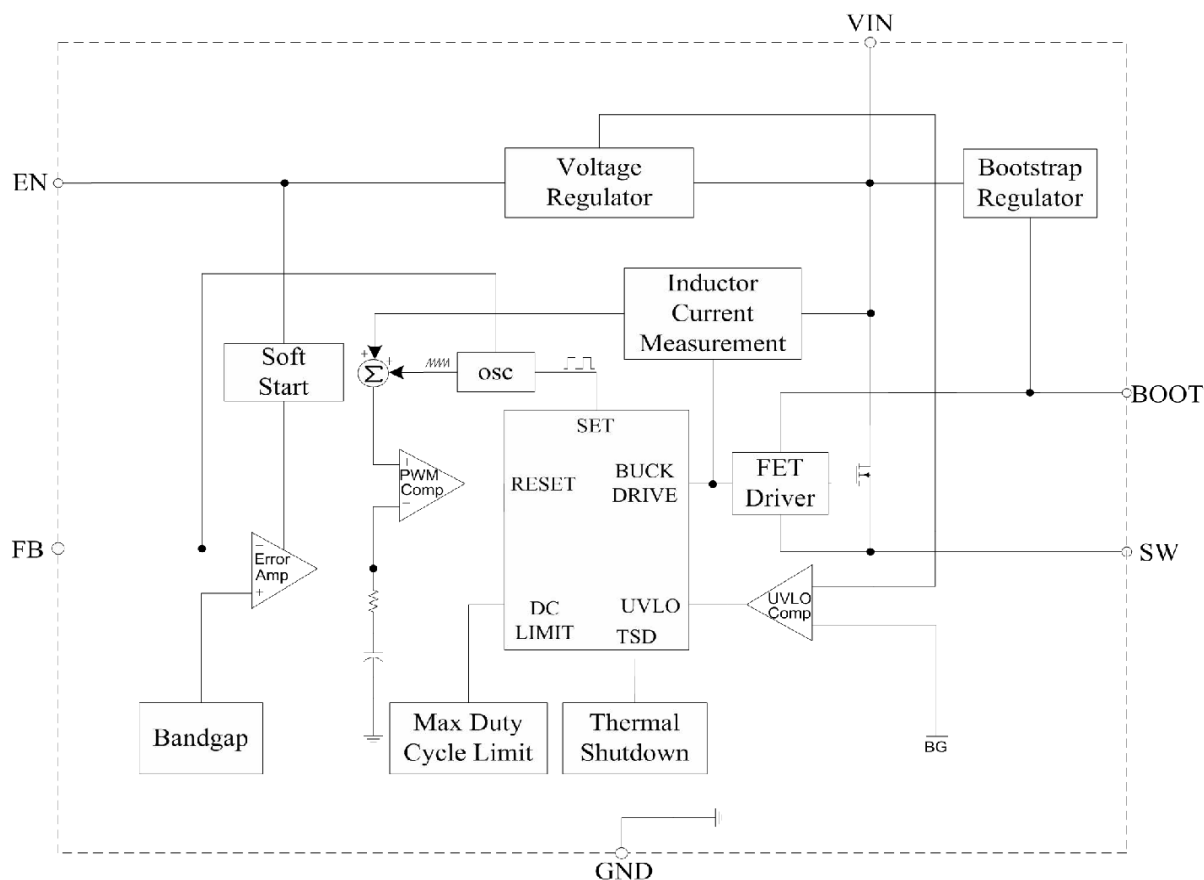 VIN
EN
Voltage
Regulator
Bootstrap
Regulator
Inductor
Current
Measurement
Soft
Start
+
+
Σ
osc
BOOT
SET
PWM
Comp
−
RESET
BUCK
DRIVE
FET
Driver
FB
−
Error
Amp
+
SW
DC
LIMIT
UVLO
TSD
UVLO
Comp
Bandgap
Max Duty
Cycle Limit
Thermal
Shutdown
BG
GND